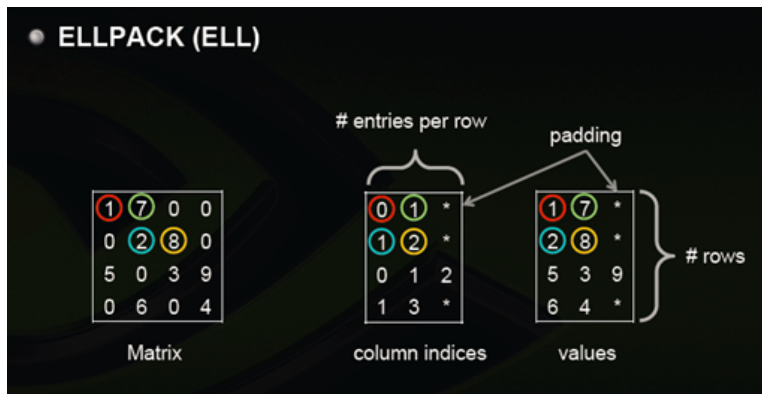 ELLPACK (ELL)
# entries per row
padding
1 7 0 0
0 2 8 0
5 0 3 9
0 6 0 4
Matrix
0 1 *
1 2 *
0 1 2
1 3 *
column indices
1 7 *
2 8 *
5 3 9
6 4 *
values
# rows